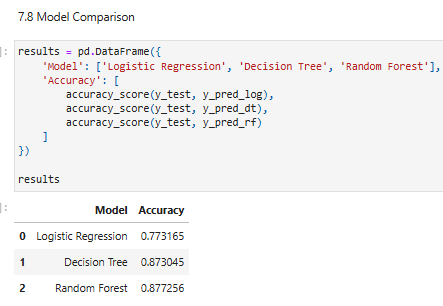 7.8 Model Comparison
]:
results = pd.DataFrame({
    'Model': ['Logistic Regression', 'Decision Tree', 'Random Forest'],
    'Accuracy': [
        accuracy_score(y_test, y_pred_log),
        accuracy_score(y_test, y_pred_dt),
        accuracy_score(y_test, y_pred_rf)
    ]
})
results
]:
Model Accuracy
0 Logistic Regression 0.773165
1 Decision Tree 0.873045
2 Random Forest 0.877256